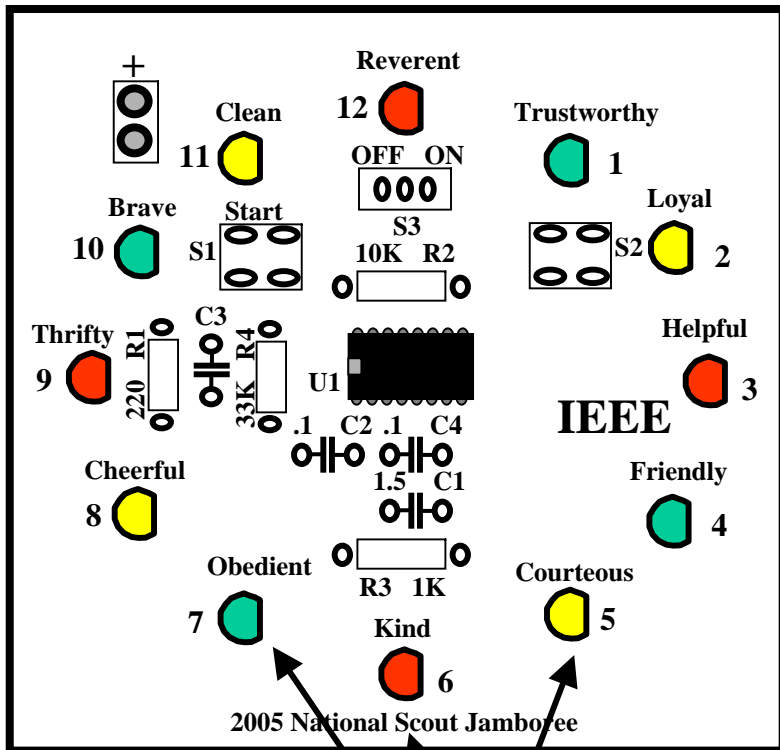 +
Reverent
12
Clean
11
Trustworthy
1
OFF ON
S3
Brave
10
Start
S1
Loyal
S2
2
10K R2
Thrifty
9
R1
220
C3
R4
33K
U1
Helpful
3
IEEE
.1 C2
.1 C4
1.5 C1
Cheerful
8
Friendly
4
R3 1K
Obedient
7
Courteous
5
Kind
6
2005 National Scout Jamboree